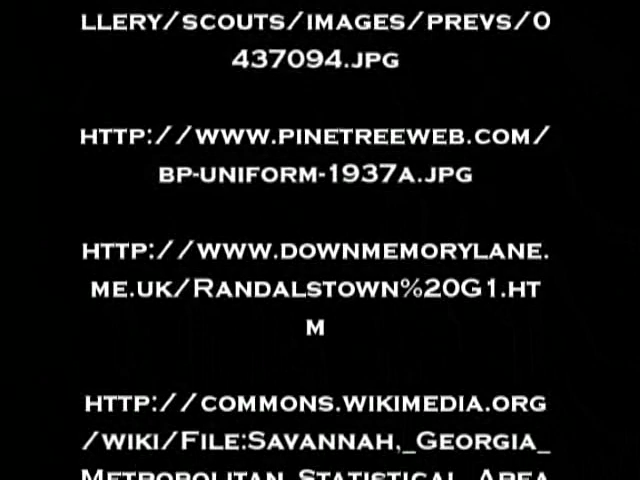 LLERY/SCOUTS/IMAGES/PREVS/0
437094.JPG
HTTP://WWW.PINETREEWEB.COM/
BP-UNIFORM-1937A.JPG
HTTP://WWW.DOWNMEMORYLANE.
ME.UK/RANDALSTOWN%20G1.HT
M
HTTP://COMMONS.WIKIMEDIA.ORG
/WIKI/FILE:SAVANNAH,_GEORGIA_
METROPOLITAN_STATISTICAL_AREA